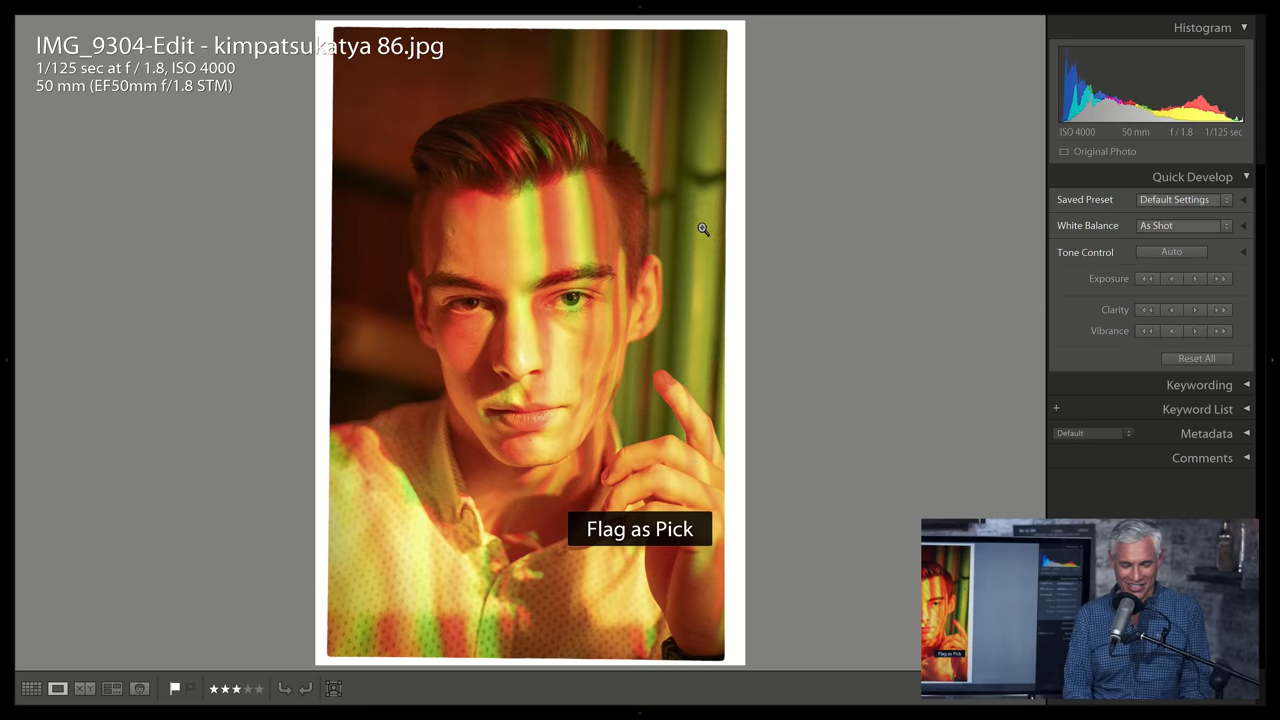 IMG_9304-Edit - kimpatsukatya 86.jpg
1/125 sec at f / 1.8, ISO 4000
50 mm (EF50mm f/1.8 STM)
Flag as Pick
Histogram
ISO 4000 50 mm f / 1.8 1/125 sec
Original Photo
Quick Develop
Saved Preset Default Settings
White Balance As Shot
Tone Control Auto
Exposure
Clarity
Vibrance
Reset All
Keywording
+ Keyword List
Default Metadata
Comments
X Y
Flag as Pick